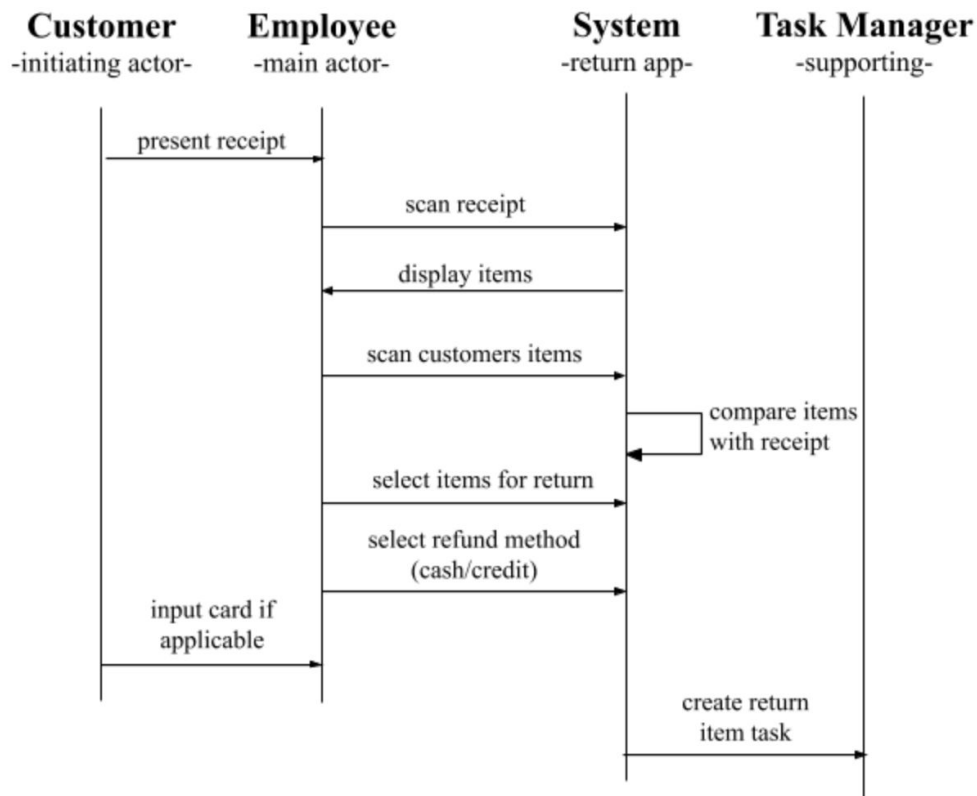 Customer
-initiating actor-
Employee
-main actor-
System
-return app-
Task Manager
-supporting-
present receipt
scan receipt
display items
scan customers items
compare items
with receipt
select items for return
select refund method
(cash/credit)
input card if
applicable
create return
item task